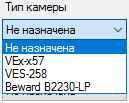 Тип камеры
Не назначена
Не назначена
VEx-x57
VES-258
Beward B2230-LP